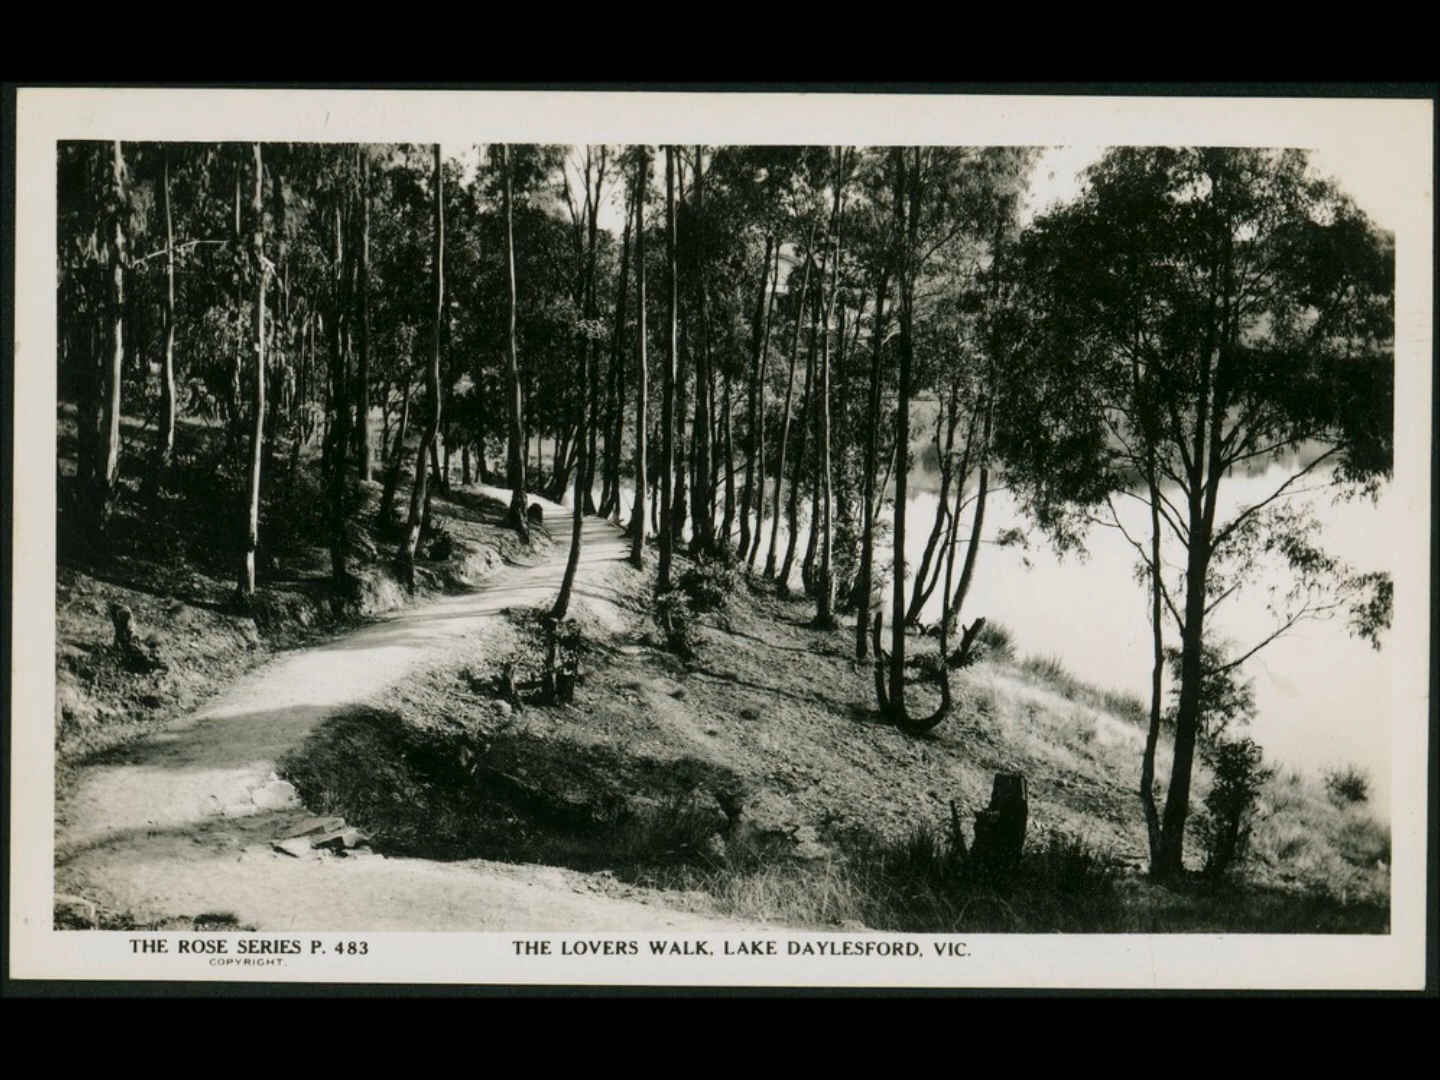 THE ROSE SERIES P. 483
COPYRIGHT.
THE LOVERS WALK, LAKE DAYLESFORD, VIC.